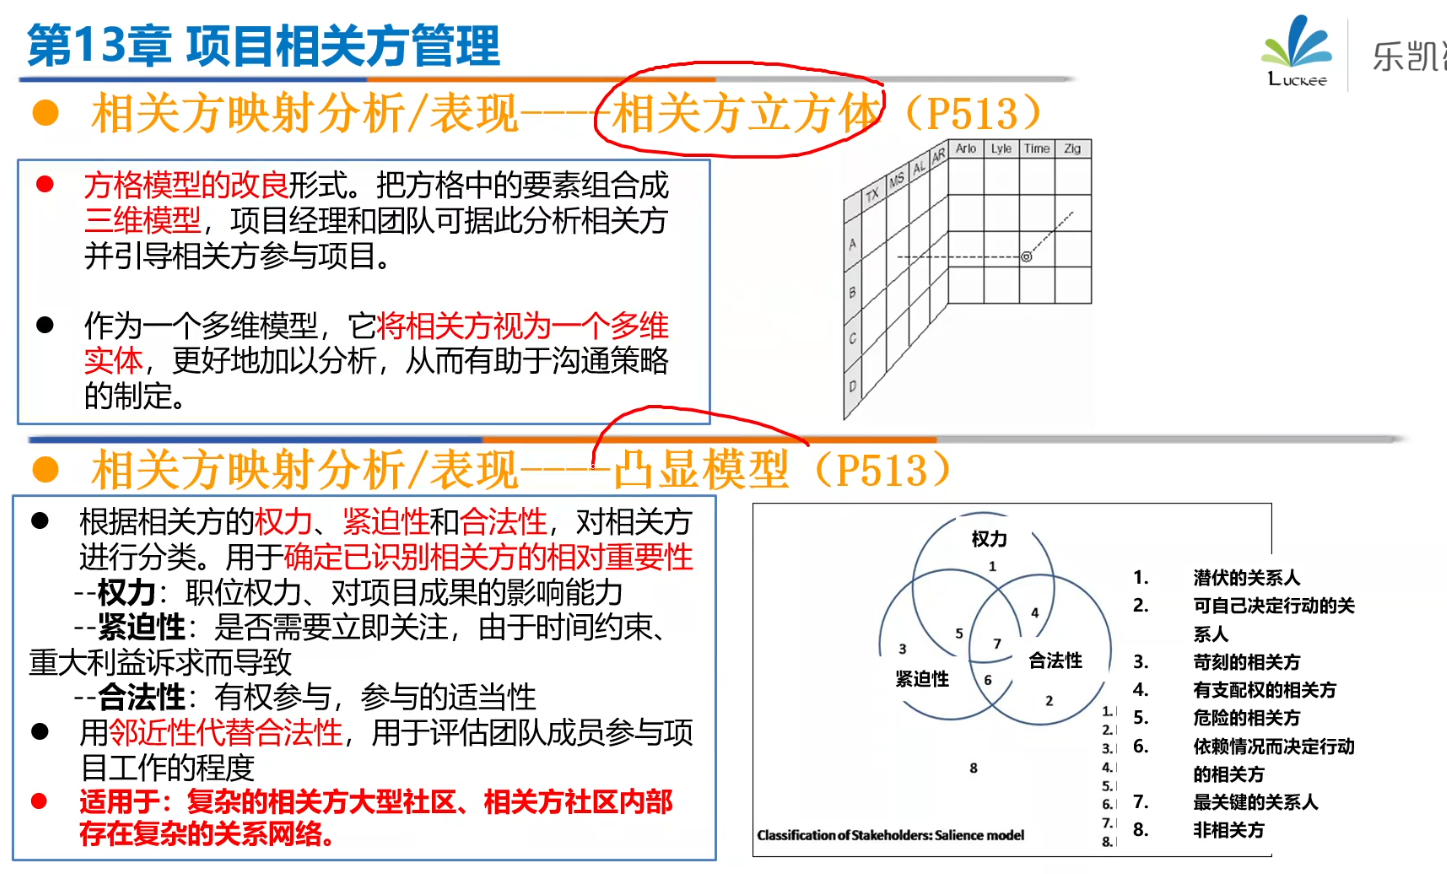 第13章 项目相关方管理
LUCKEE
乐凯
● 相关方映射分析/表现----相关方立方体（P513）
● 方格模型的改良形式。把方格中的要素组合成
三维模型，项目经理和团队可据此分析相关方
并引导相关方参与项目。
● 作为一个多维模型，它将相关方视为一个多维
实体，更好地加以分析，从而有助于沟通策略
的制定。
TX MS AL AR Arlo Lyle Time Zig
A
B
C
D
● 相关方映射分析/表现----凸显模型（P513）
● 根据相关方的权力、紧迫性和合法性，对相关方
进行分类。用于确定已识别相关方的相对重要性
--权力：职位权力、对项目成果的影响能力
--紧迫性：是否需要立即关注，由于时间约束、
重大利益诉求而导致
--合法性：有权参与，参与的适当性
● 用邻近性代替合法性，用于评估团队成员参与项
目工作的程度
● 适用于：复杂的相关方大型社区、相关方社区内部
存在复杂的关系网络。
权力
1
4
5
7
3
合法性
紧迫性
6
2
8
Classification of Stakeholders: Salience model
1.
2.
3.
4.
5.
6.
7.
8.
1. 潜伏的关系人
2. 可自己决定行动的关
系人
3. 苛刻的相关方
4. 有支配权的相关方
5. 危险的相关方
6. 依赖情况而决定行动
的相关方
7. 最关键的关系人
8. 非相关方